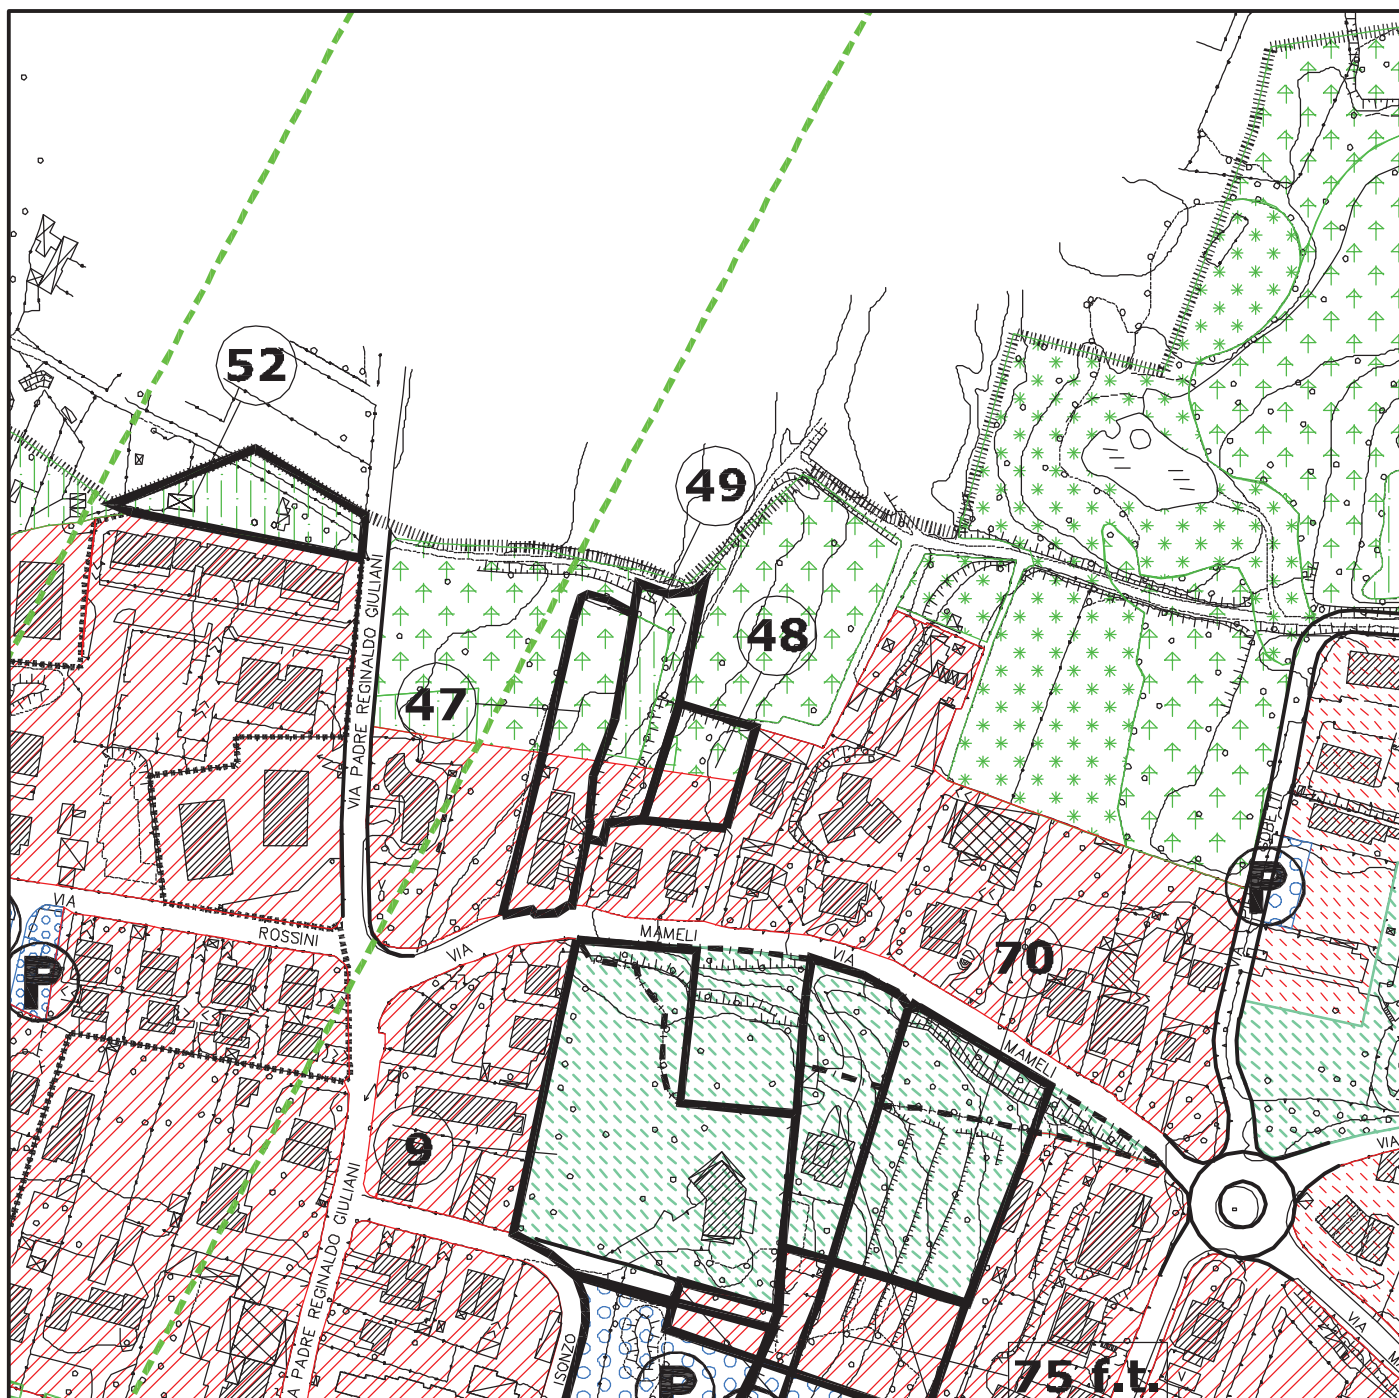 52
49
48
47
VIA PADRE REGINALDO GIULIANI
P
VIA
ROSSINI
VIA
MAMELI
VIA
70
P
MAMELI
9
VIA
VIA PADRE REGINALDO GIULIANI
ISONZO
P
75 f.t.
VIA